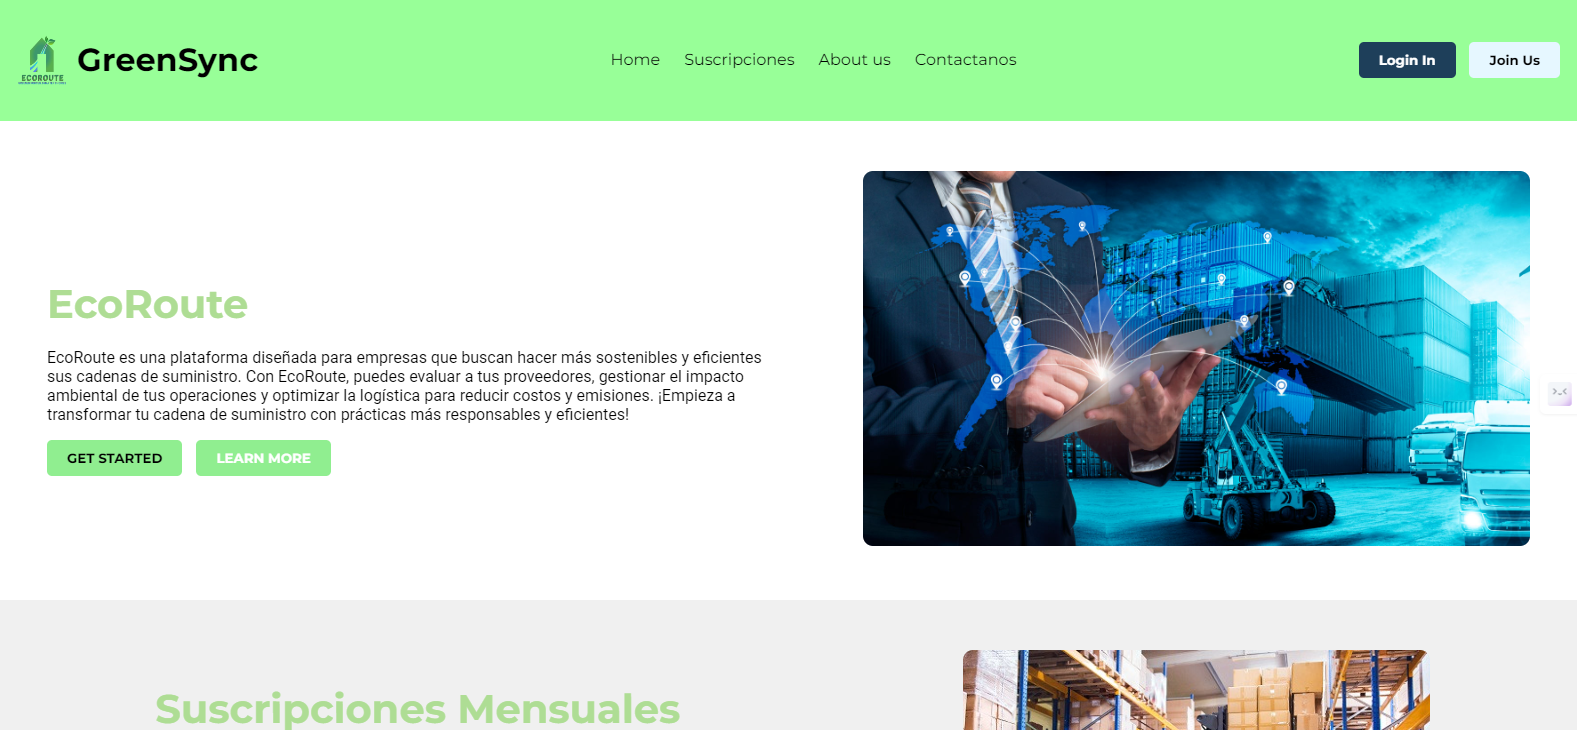 ECOROUTE
GreenSync
Home
Suscripciones
About us
Contactanos
Login In
Join Us
EcoRoute
EcoRoute es una plataforma diseñada para empresas que buscan hacer más sostenibles y eficientes
sus cadenas de suministro. Con EcoRoute, puedes evaluar a tus proveedores, gestionar el impacto
ambiental de tus operaciones y optimizar la logística para reducir costos y emisiones. ¡Empieza a
transformar tu cadena de suministro con prácticas más responsables y eficientes!
GET STARTED
LEARN MORE
Suscripciones Mensuales